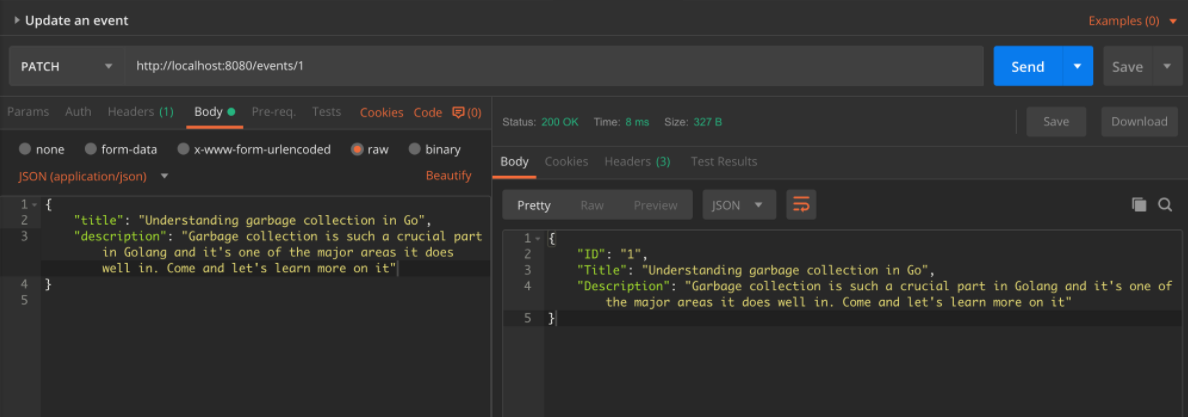 Update an event
Examples (0)
PATCH
http://localhost:8080/events/1
Send
Save
Params Auth Headers (1) Body Pre-req. Tests Cookies Code (0)
none form-data x-www-form-urlencoded raw binary
JSON (application/json)
Beautify
1 {
2 "title": "Understanding garbage collection in Go",
3 "description": "Garbage collection is such a crucial part
in Golang and it's one of the major areas it does
well in. Come and let's learn more on it"
4 }
5
Status: 200 OK Time: 8 ms Size: 327 B
Save
Download
Body Cookies Headers (3) Test Results
Pretty Raw Preview JSON
1 {
2 "ID": "1",
3 "Title": "Understanding garbage collection in Go",
4 "Description": "Garbage collection is such a crucial part in Golang and it's one of
the major areas it does well in. Come and let's learn more on it"
5 }